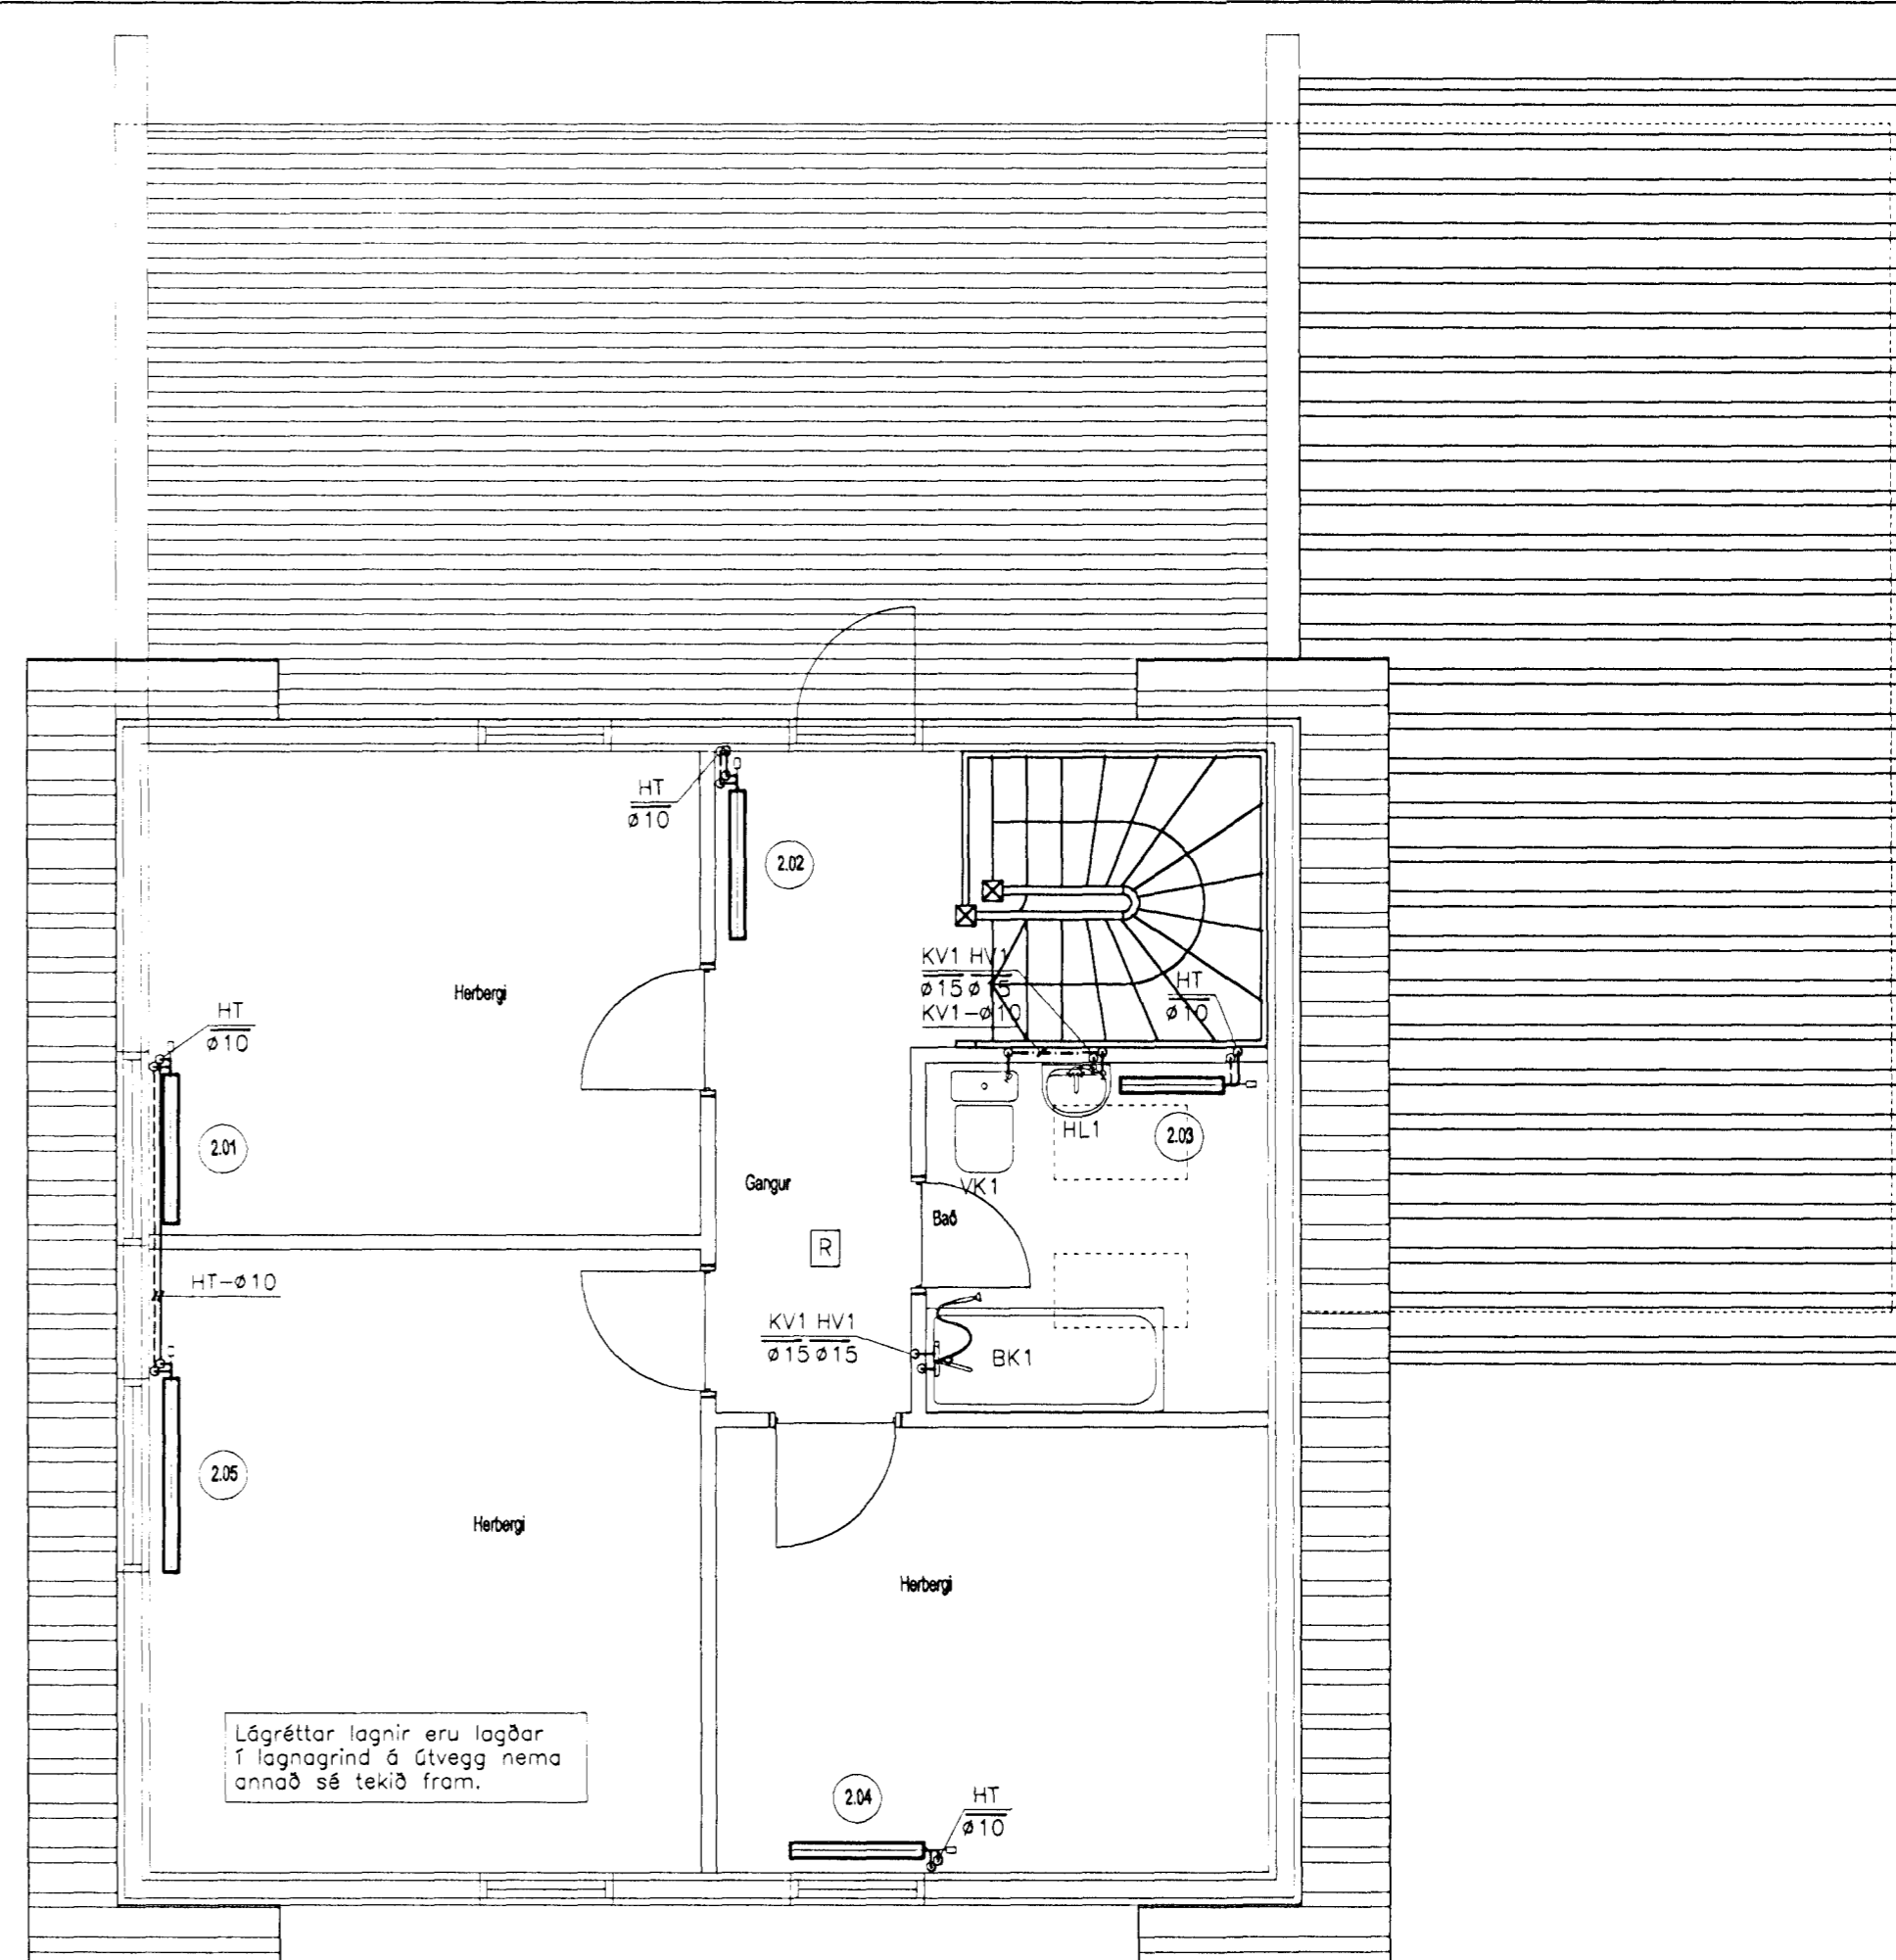 HT
ø10
2.02
KV1 HV1
ø15 ø15
KV1-ø10
HT
ø10
Herbergi
HT
ø10
2.01
HL1
2.03
VK1
Gangur
Bað
R
HT-ø10
KV1 HV1
ø15 ø15
BK1
2.05
Herbergi
Herbergi
Lágréttar lagnir eru lagðar
í lagnagrind á útvegg nema
annað sé tekið fram.
2.04
HT
ø10